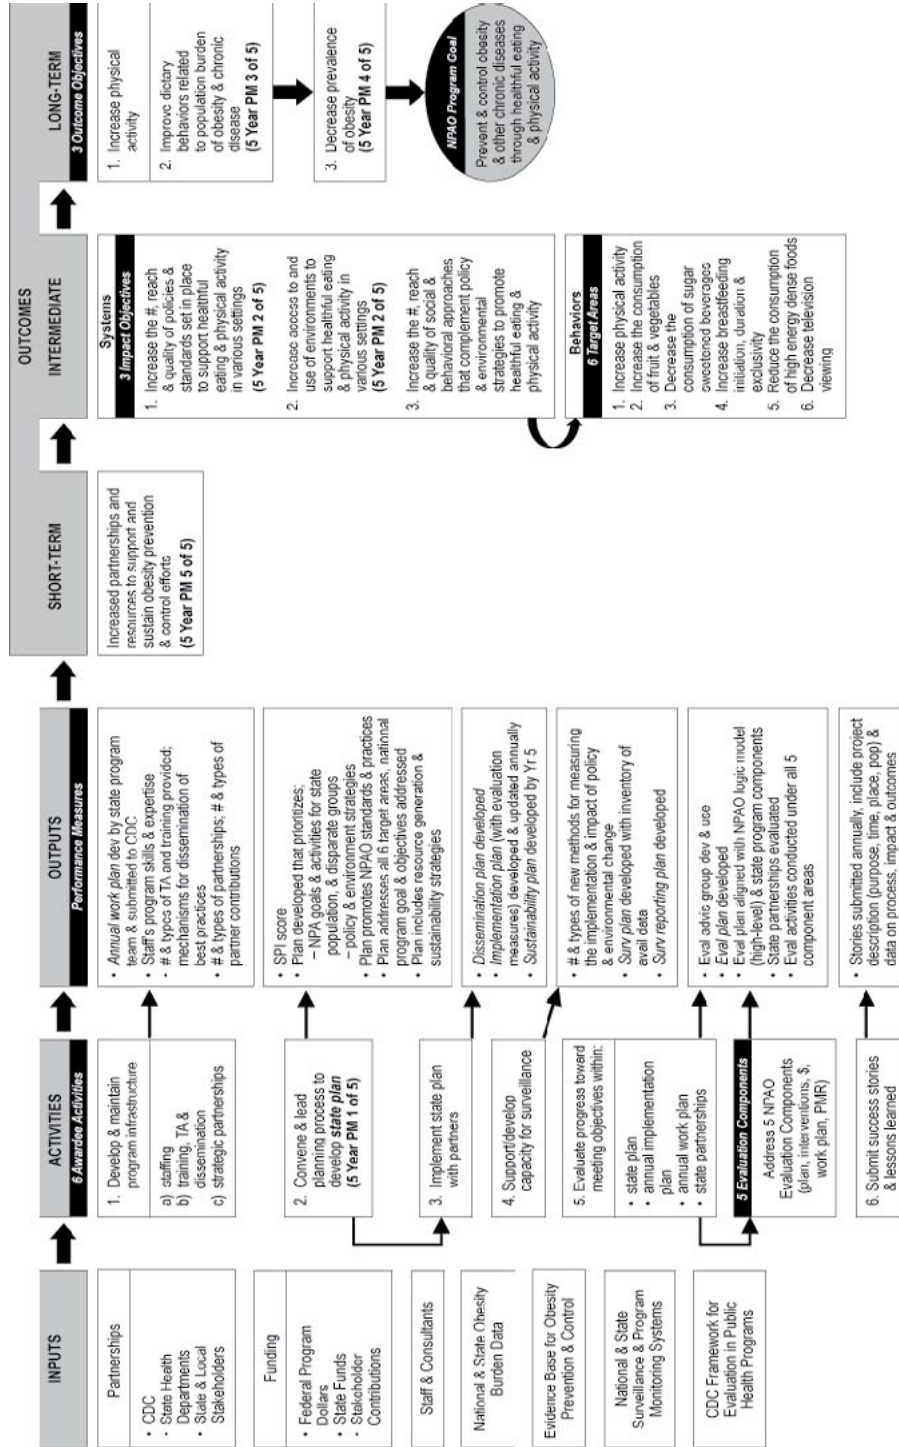 INPUTS
Partnerships
• CDC
- State Health
Departments
• State & Local
Stakeholders
Funding
• Federal Program
Dollars
• State Funds
- Stakeholder
Contributions
Staff & Consultants
National & State Obesity
Burden Data
Evidence Base for Obesity
Prevention & Control
National & State
Surveillance & Program
Monitoring Systems
CDC Framework for
Evaluation in Public
Health Programs
ACTIVITIES
6 Awardee Activities
1. Develop & maintain
program infrastructure
a) staffing
b) training, TA &
dissemination
c) strategic partnerships
2. Convene & lead
planning process to
develop state plan
(5 Year PM 1 of 5)
3. Implement state plan
with partners
4. Support/develop
capacity for surveillance
5. Evaluate progress toward
meeting objectives within:
• state plan
• annual implementation
plan
• annual work plan
• state partnerships
5 Evaluation Components
Address 5 NPAO
Evaluation Components
(plan, interventions, $,
work plan, PMR)
6. Submit success stories
& lessons learned
OUTPUTS
Performance Measures
• Annual work plan dev by state program
team & submitted to CDC
• Staff's program skills & expertise
• # & types of TA and training provided;
mechanisms for dissemination of
best practices
• # & types of partnerships; # & types of
partner contributions
• SPI score
• Plan developed that prioritizes;
– NPA goals & activities for state
population, & disparate groups
– policy & environment strategies
• Plan promotes NPAO standards & practices
• Plan addresses all 6 target areas, national
program goal & objectives addressed
• Plan includes resource generation &
sustainability strategies
• Dissemination plan developed
• Implementation plan (with evaluation
measures) developed & updated annually
• Sustainability plan developed by Yr 5
• # & types of new methods for measuring
the implementation & impact of policy
& environmental change
• Surv plan developed with inventory of
avail data
• Surv reporting plan developed
• Eval advis group dev & use
• Eval plan developed
• Eval plan aligned with NPAO logic model
(high-level) & state program components
• State partnerships evaluated
• Eval activities conducted under all 5
component areas
• Stories submitted annually, include project
description (purpose, time, place, pop) &
data on process, impact & outcomes
OUTCOMES
SHORT-TERM
Increased partnerships and
resources to support and
sustain obesity prevention
& control efforts
(5 Year PM 5 of 5)
INTERMEDIATE
Systems
3 Impact Objectives
1. Increase the #, reach
& quality of policies &
standards set in place
to support healthful
eating & physical activity
in various settings
(5 Year PM 2 of 5)
2. Increase access to and
use of environments to
support healthful eating
& physical activity in
various settings
(5 Year PM 2 of 5)
3. Increase the #, reach
& quality of social &
behavioral approaches
that complement policy
& environmental
strategies to promote
healthful eating &
physical activity
Behaviors
6 Target Areas
1. Increase physical activity
2. Increase the consumption
of fruit & vegetables
3. Decrease the
consumption of sugar
sweetened beverages
4. Increase breastfeeding
initiation, duration &
exclusivity
5. Reduce the consumption
of high energy dense foods
6. Decrease television
viewing
LONG-TERM
3 Outcome Objectives
1. Increase physical
activity
2. Improve dietary
behaviors related
to population burden
of obesity & chronic
disease
(5 Year PM 3 of 5)
3. Decrease prevalence
of obesity
(5 Year PM 4 of 5)
NPAO Program Goal
Prevent & control obesity
& other chronic diseases
through healthful eating
& physical activity